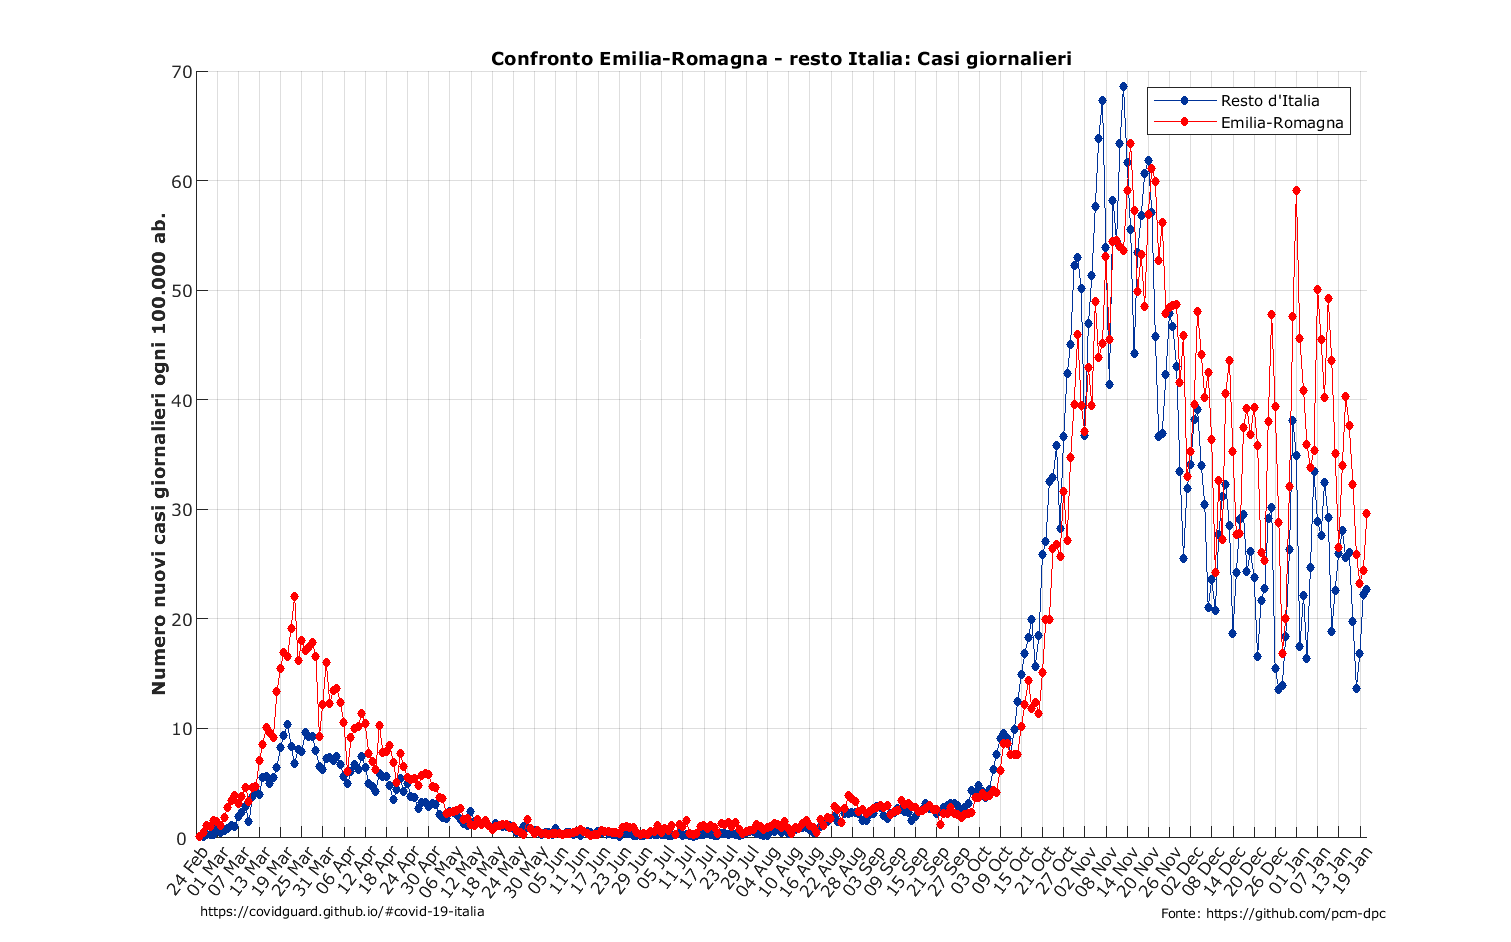 Confronto Emilia-Romagna - resto Italia: Casi giornalieri
Resto d'Italia
Emilia-Romagna
Numero nuovi casi giornalieri ogni 100.000 ab.
70
60
50
40
30
20
10
0
24 Feb
01 Mar
07 Mar
13 Mar
19 Mar
25 Mar
31 Mar
06 Apr
12 Apr
18 Apr
24 Apr
30 Apr
06 May
12 May
18 May
24 May
30 May
05 Jun
11 Jun
17 Jun
23 Jun
29 Jun
05 Jul
11 Jul
17 Jul
23 Jul
29 Jul
04 Aug
10 Aug
16 Aug
22 Aug
28 Aug
03 Sep
09 Sep
15 Sep
21 Sep
27 Sep
03 Oct
09 Oct
15 Oct
21 Oct
27 Oct
02 Nov
08 Nov
14 Nov
20 Nov
26 Nov
02 Dec
08 Dec
14 Dec
20 Dec
26 Dec
01 Jan
07 Jan
13 Jan
19 Jan
https://covidguard.github.io/#covid-19-italia
Fonte: https://github.com/pcm-dpc